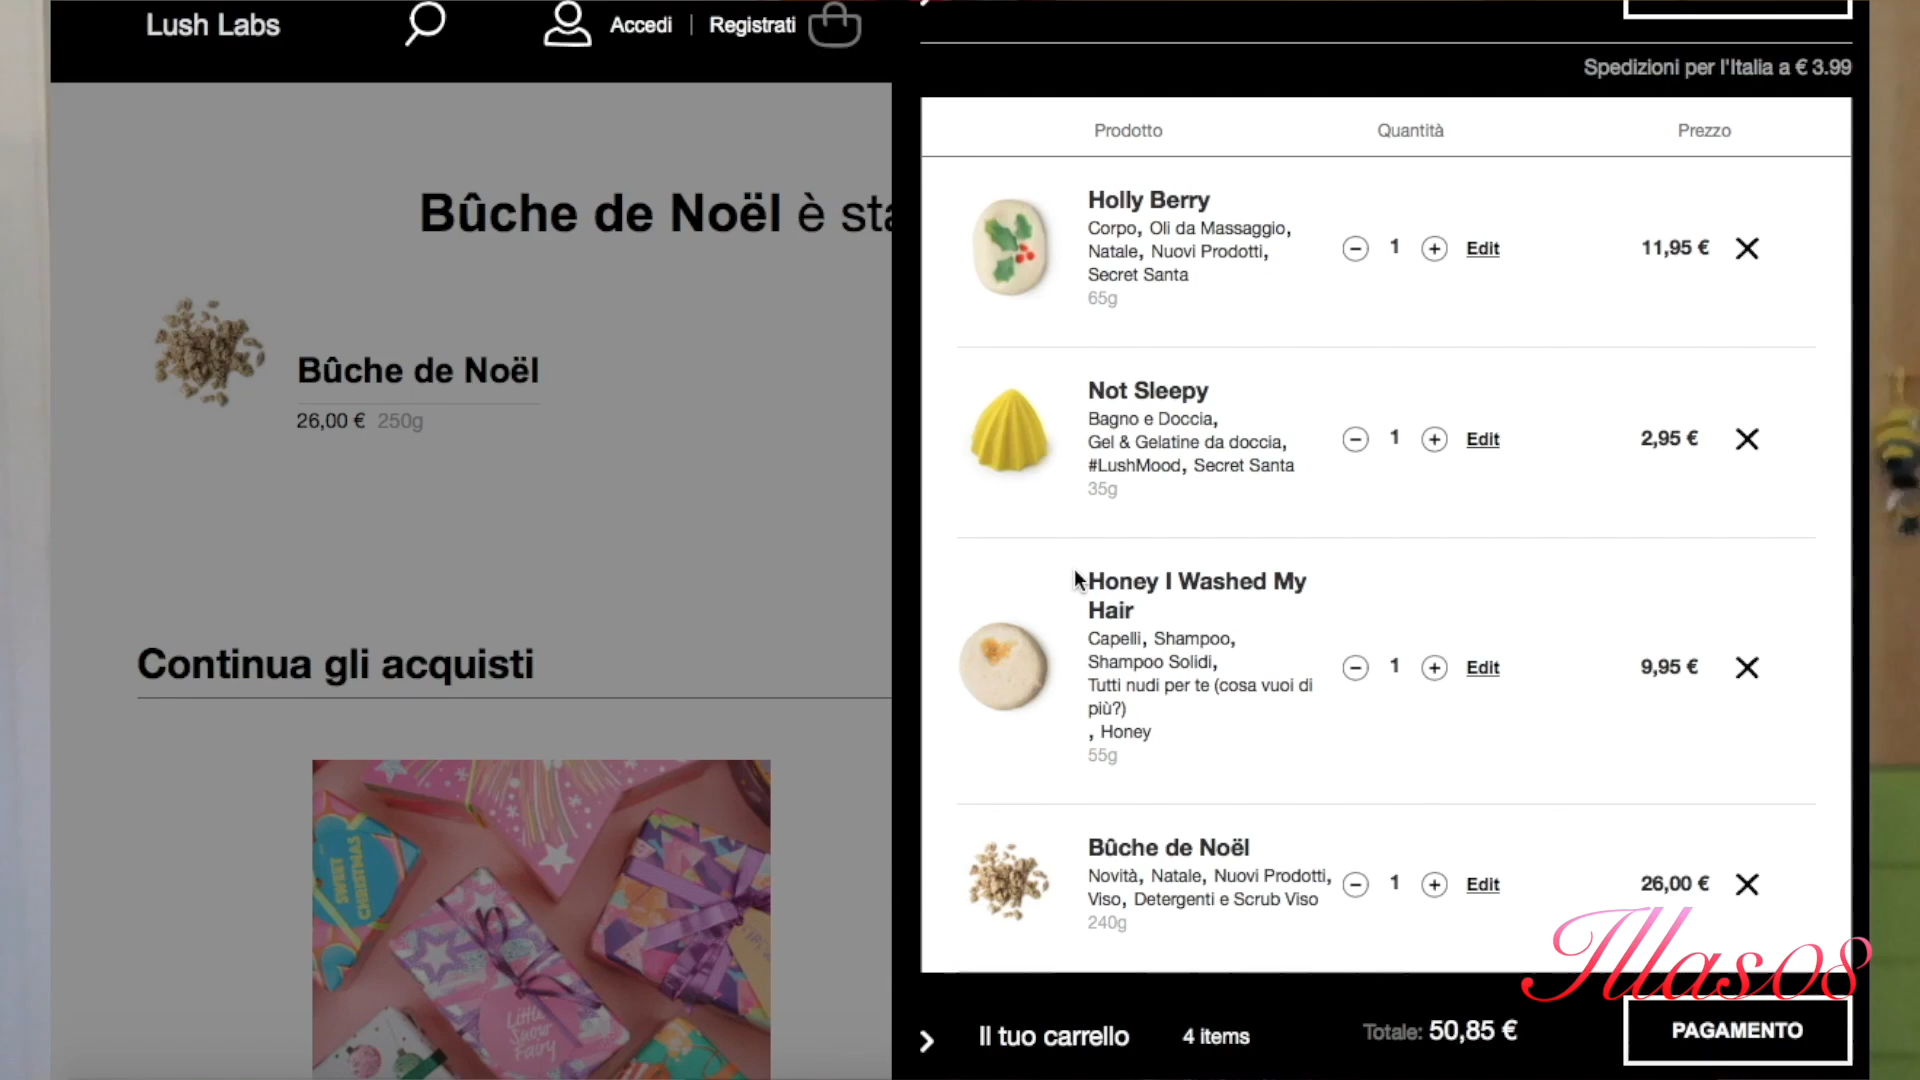 Lush Labs
Accedi | Registrati
Spedizioni per l'Italia a € 3.99
Bûche de Noël è sta
Bûche de Noël
26,00 € 250g
Continua gli acquisti
SWEET CHRISTMAS
Little Snow Fairy
Prodotto Quantità Prezzo
Holly Berry
Corpo, Oli da Massaggio,
Natale, Nuovi Prodotti,
Secret Santa
65g
1 Edit 11,95 €
Not Sleepy
Bagno e Doccia,
Gel & Gelatine da doccia,
#LushMood, Secret Santa
35g
1 Edit 2,95 €
Honey I Washed My
Hair
Capelli, Shampoo,
Shampoo Solidi,
Tutti nudi per te (cosa vuoi di
più?)
, Honey
55g
1 Edit 9,95 €
Bûche de Noël
Novità, Natale, Nuovi Prodotti,
Viso, Detergenti e Scrub Viso
240g
1 Edit 26,00 €
Illas08
Il tuo carrello 4 items Totale: 50,85 € PAGAMENTO